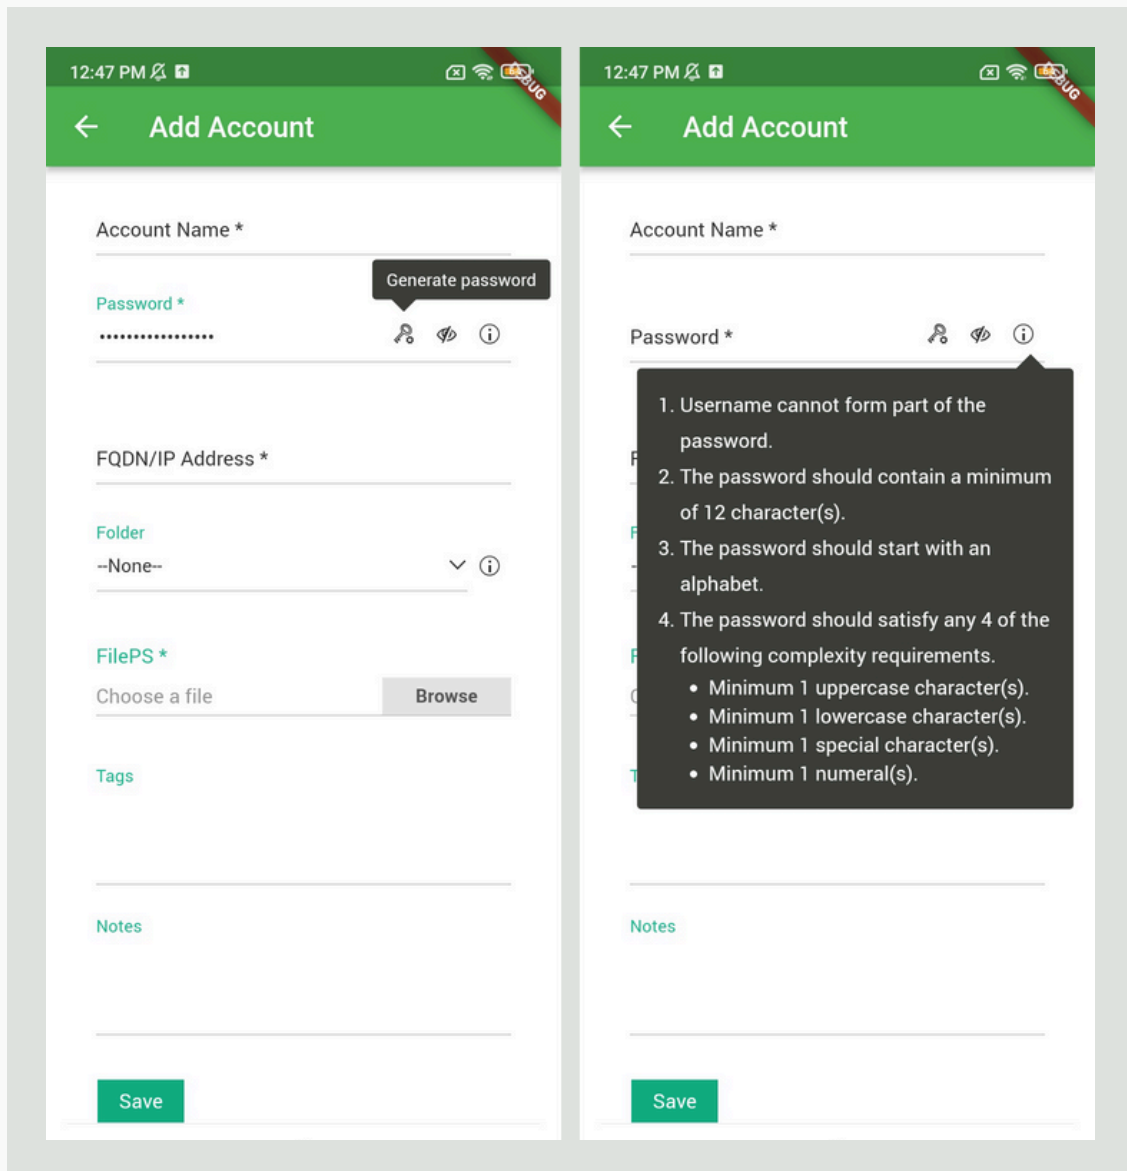 12:47 PM
BUG
Add Account
Account Name *
Generate password
Password *
•••••••••••••••••
FQDN/IP Address *
Folder
--None--
FilePS *
Choose a file
Browse
Tags
Notes
Save
12:47 PM
BUG
Add Account
Account Name *
Password *
1. Username cannot form part of the
password.
2. The password should contain a minimum
of 12 character(s).
3. The password should start with an
alphabet.
4. The password should satisfy any 4 of the
following complexity requirements.
• Minimum 1 uppercase character(s).
• Minimum 1 lowercase character(s).
• Minimum 1 special character(s).
• Minimum 1 numeral(s).
Notes
Save